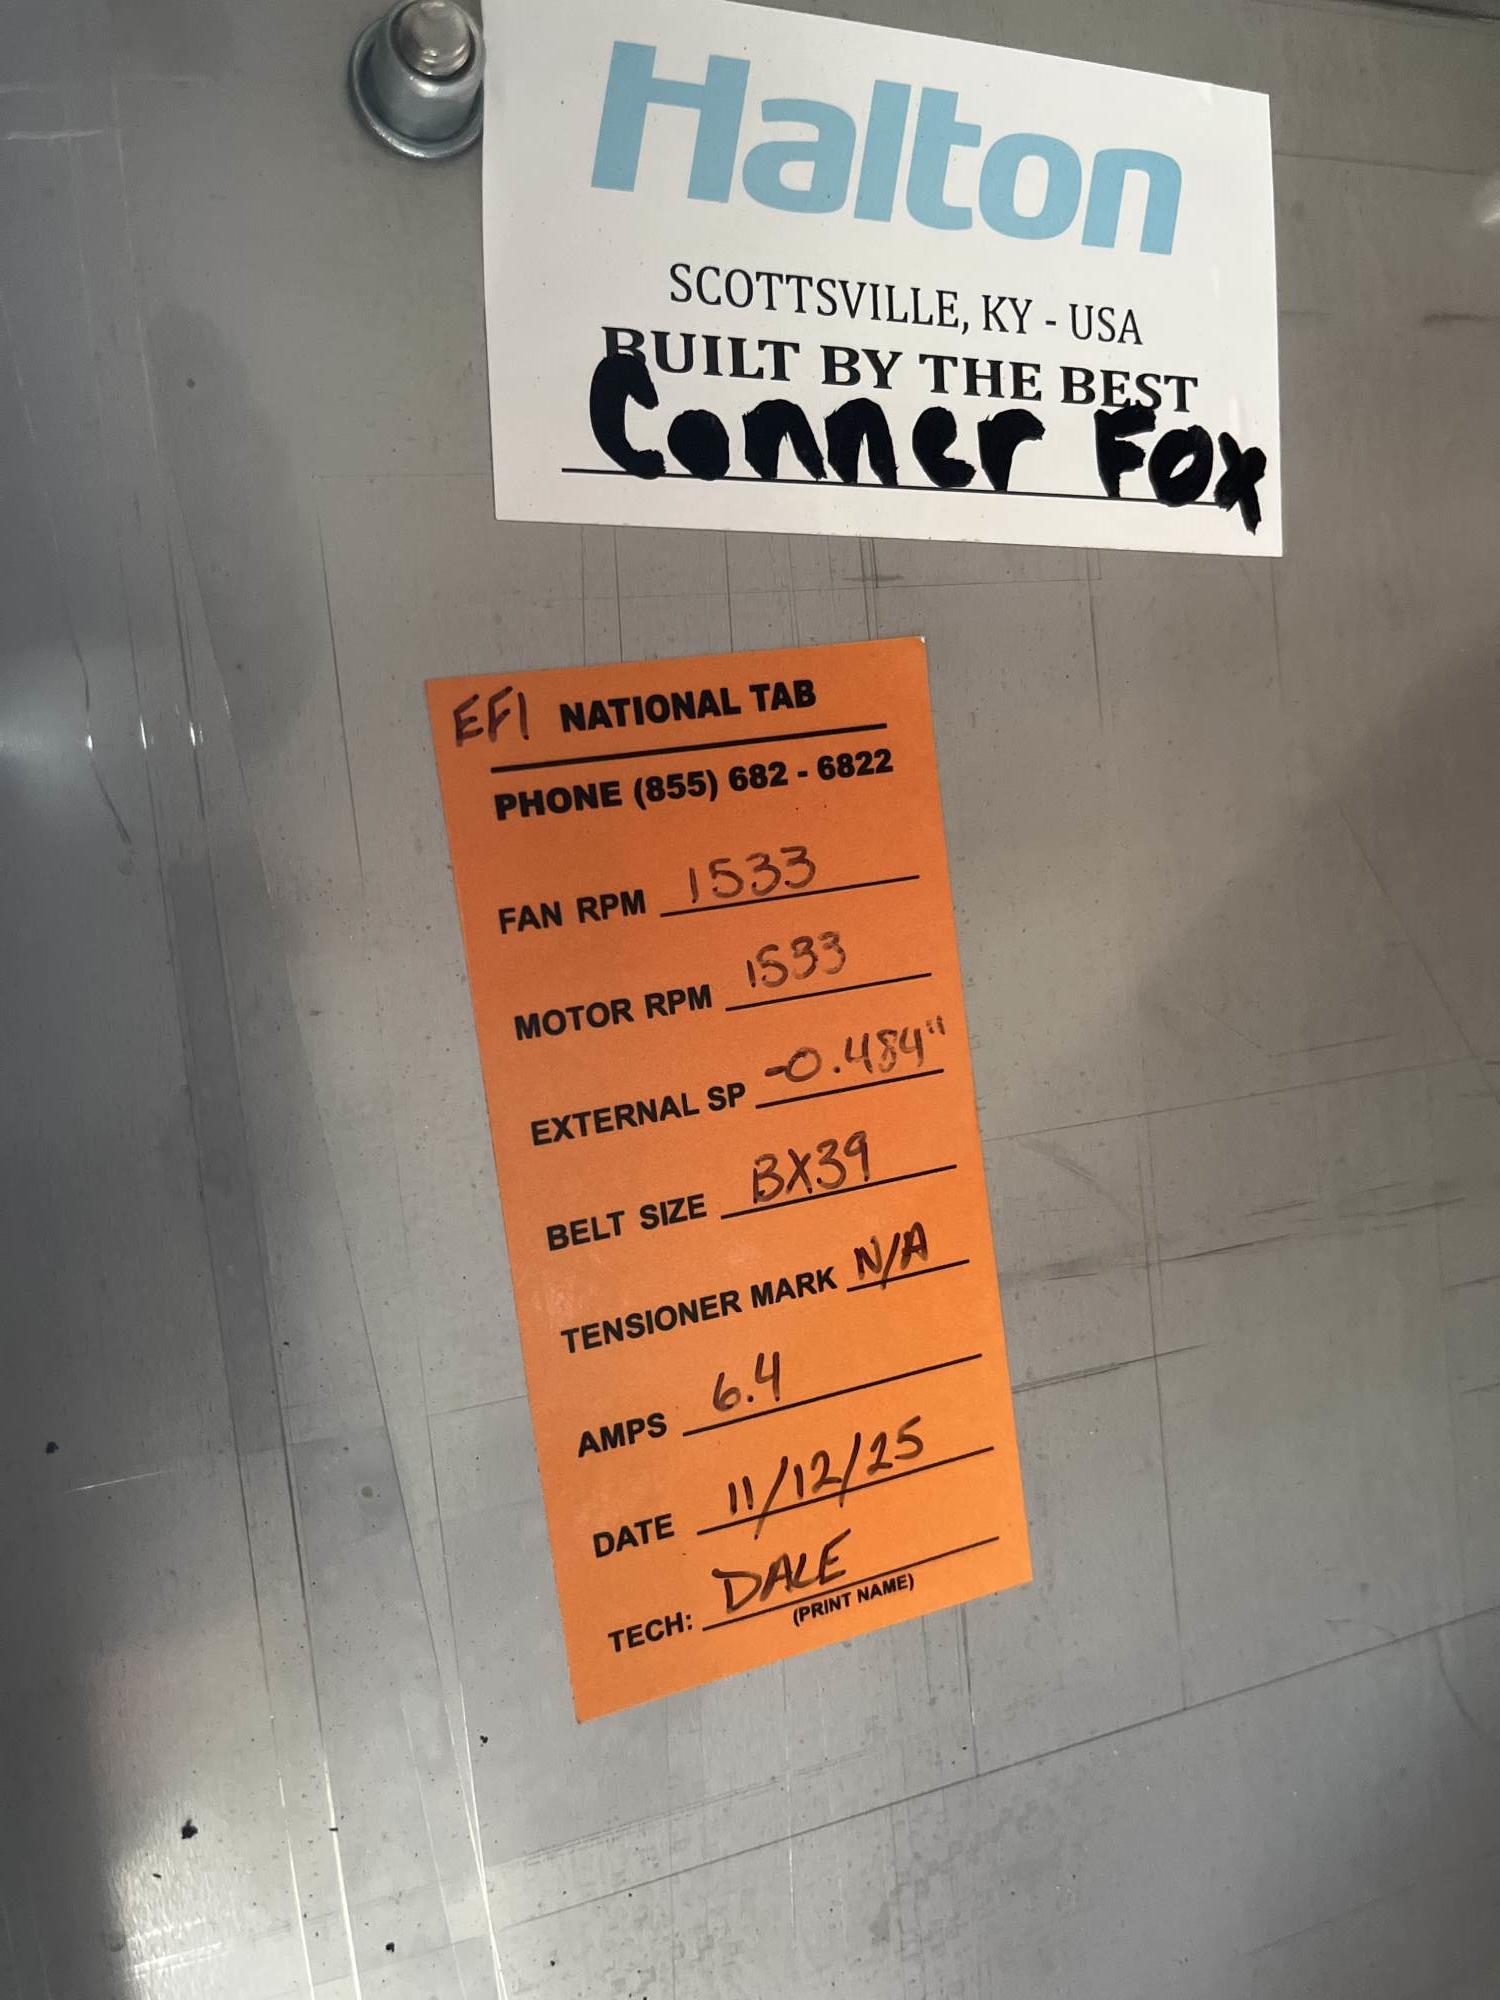 Halton
SCOTTSVILLE, KY - USA
BUILT BY THE BEST
Conner Fox
EF1 NATIONAL TAB
PHONE (855) 682 - 6822
FAN RPM 1533
MOTOR RPM 1533
EXTERNAL SP -0.484"
BELT SIZE BX39
TENSIONER MARK N/A
AMPS 6.4
DATE 11/12/25
TECH: DALE
(PRINT NAME)